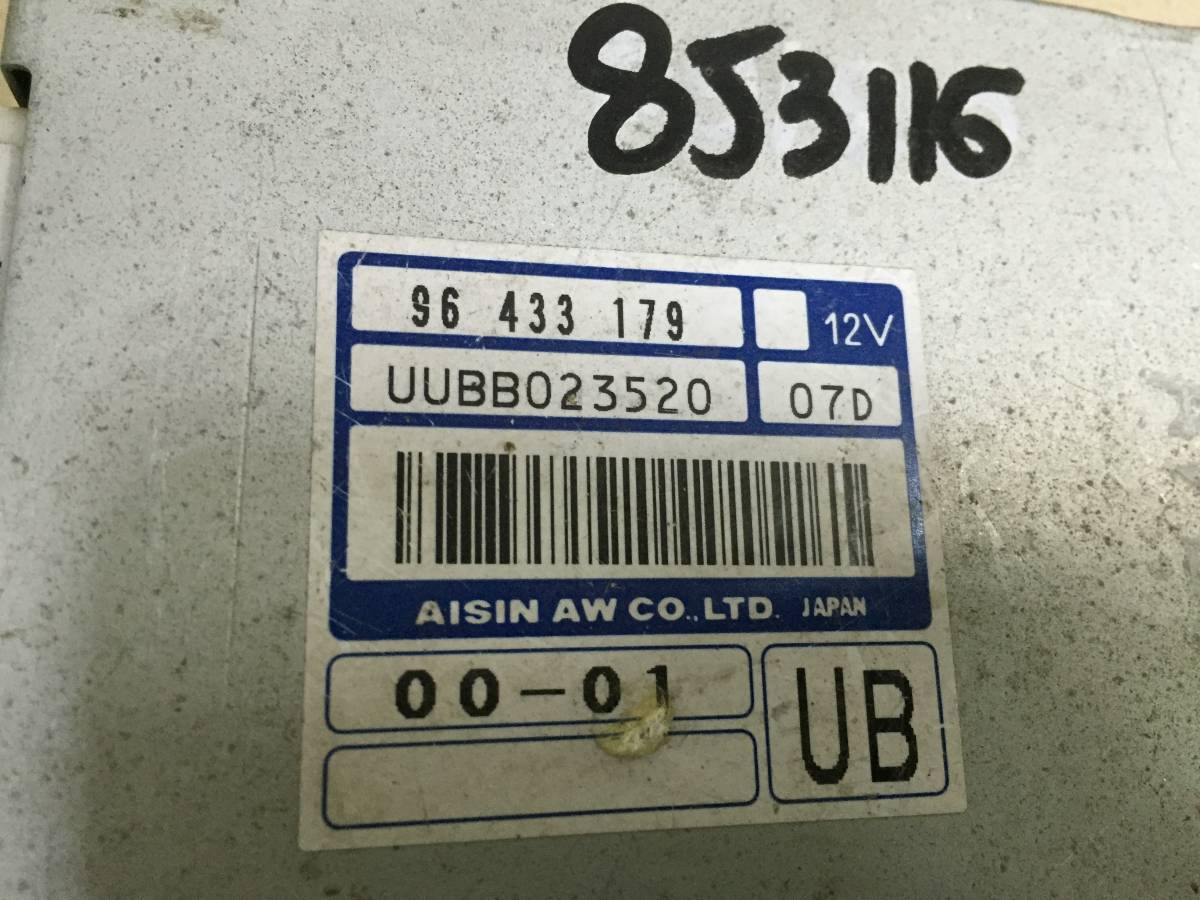 853116
96 433 179
12V
UUBB023520
07D
AISIN AW CO.,LTD. JAPAN
00-01
UB